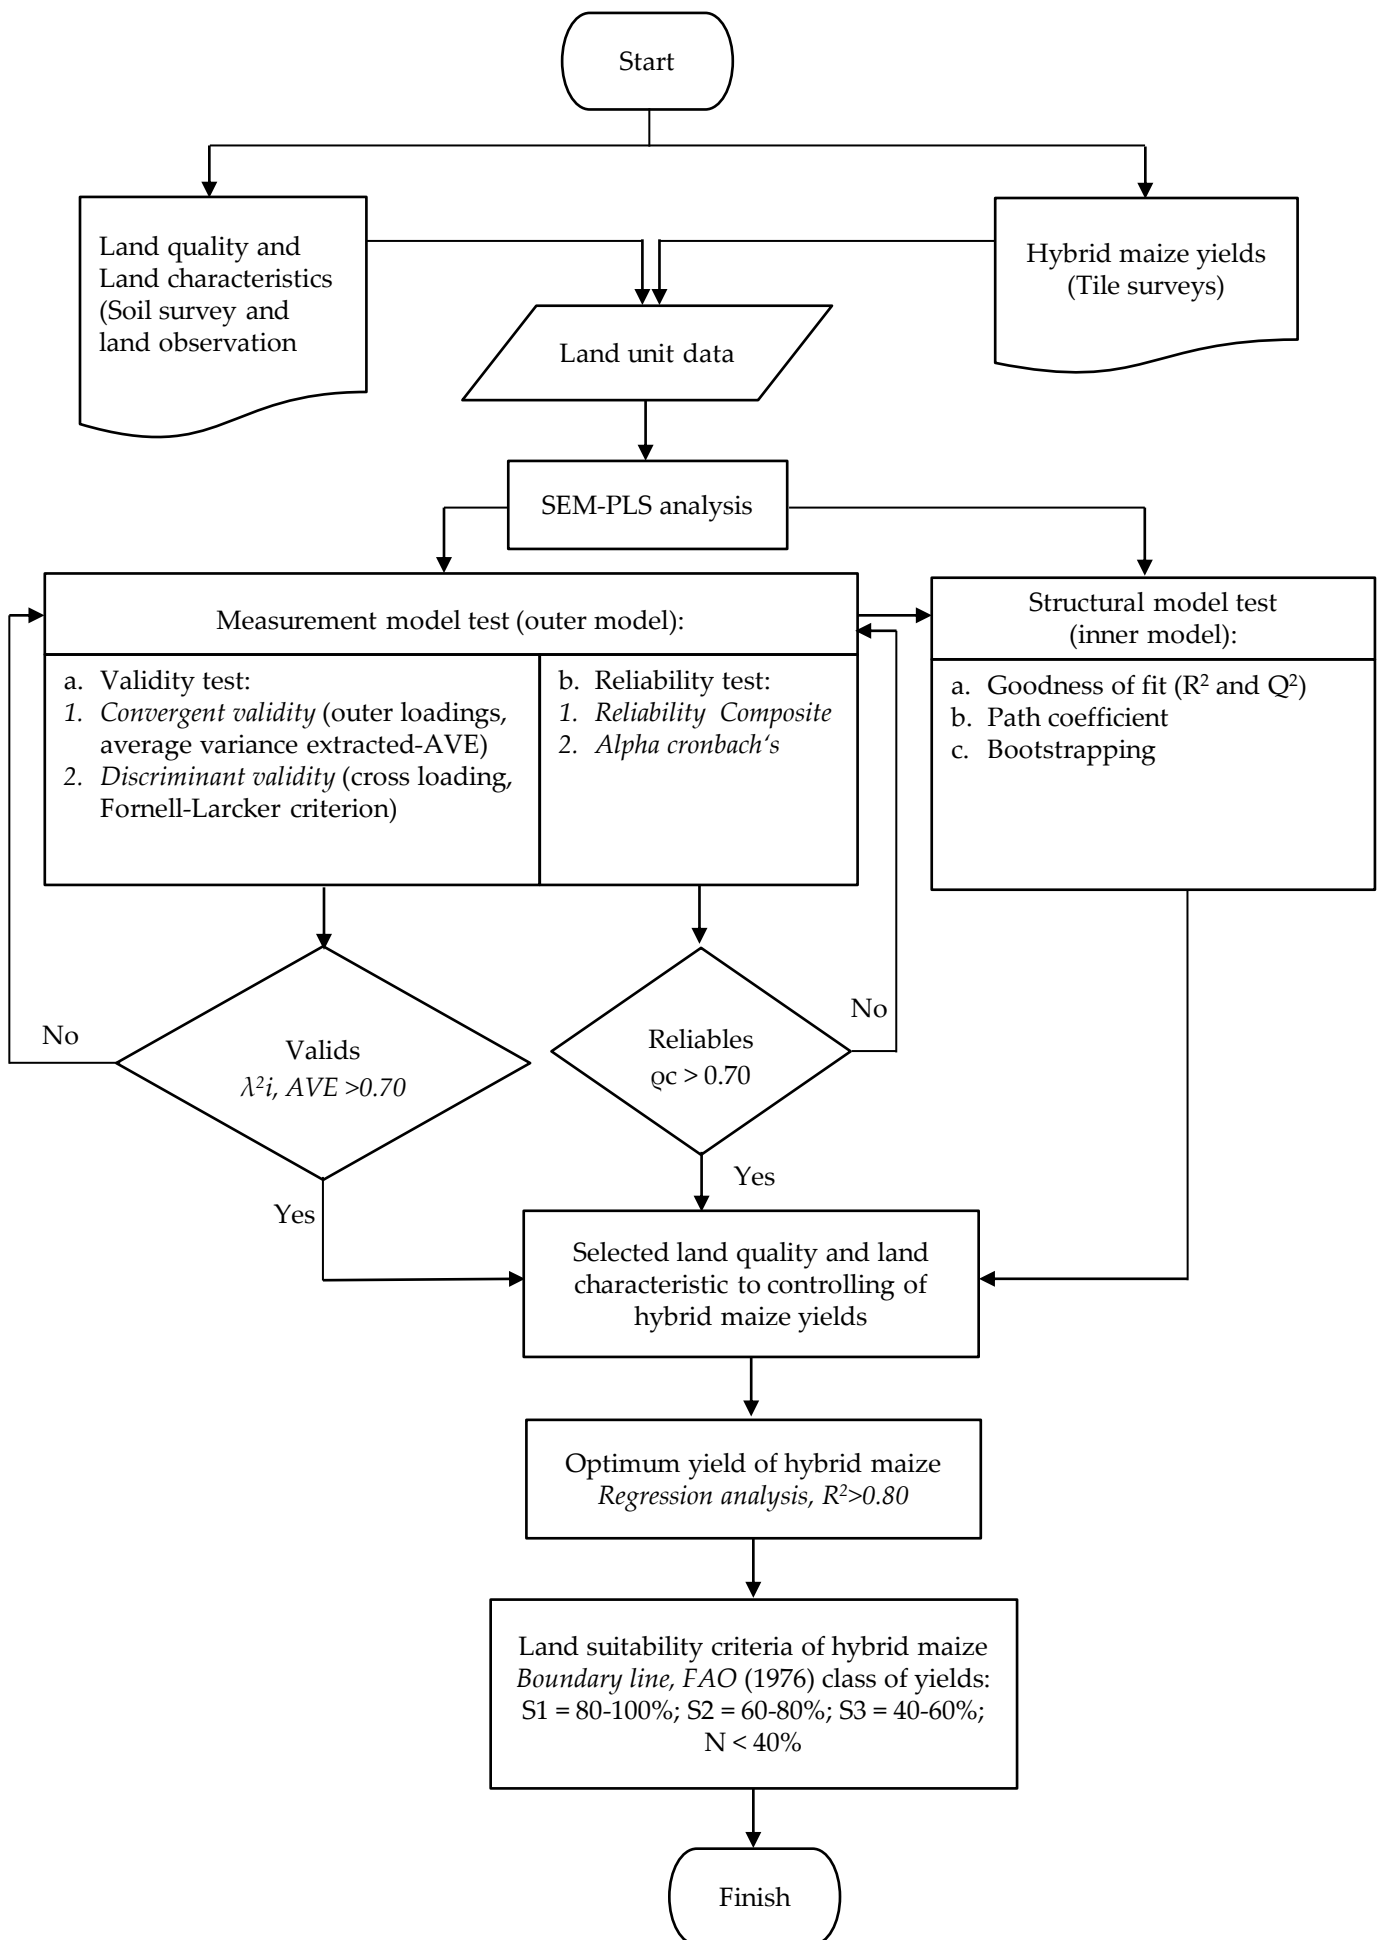 Start
Land quality and
Land characteristics
(Soil survey and
land observation
Hybrid maize yields
(Tile surveys)
Land unit data
SEM-PLS analysis
Measurement model test (outer model):
a. Validity test:
1. Convergent validity (outer loadings,
average variance extracted-AVE)
2. Discriminant validity (cross loading,
Fornell-Larcker criterion)
b. Reliability test:
1. Reliability Composite
2. Alpha cronbach‘s
Structural model test
(inner model):
a. Goodness of fit (R² and Q²)
b. Path coefficient
c. Bootstrapping
No
Valids
λ²i, AVE >0.70
Yes
No
Reliables
ρc > 0.70
Yes
Selected land quality and land
characteristic to controlling of
hybrid maize yields
Optimum yield of hybrid maize
Regression analysis, R²>0.80
Land suitability criteria of hybrid maize
Boundary line, FAO (1976) class of yields:
S1 = 80-100%; S2 = 60-80%; S3 = 40-60%;
N < 40%
Finish